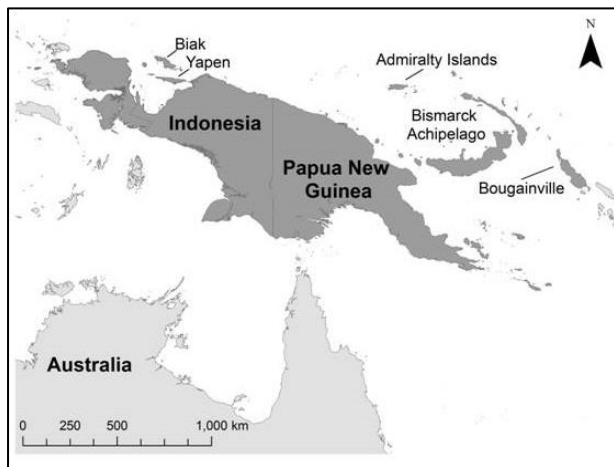 N
Biak
Yapen
Admiralty Islands
Indonesia
Bismarck
Achipelago
Papua New
Guinea
Bougainville
Australia
0 250 500 1,000 km